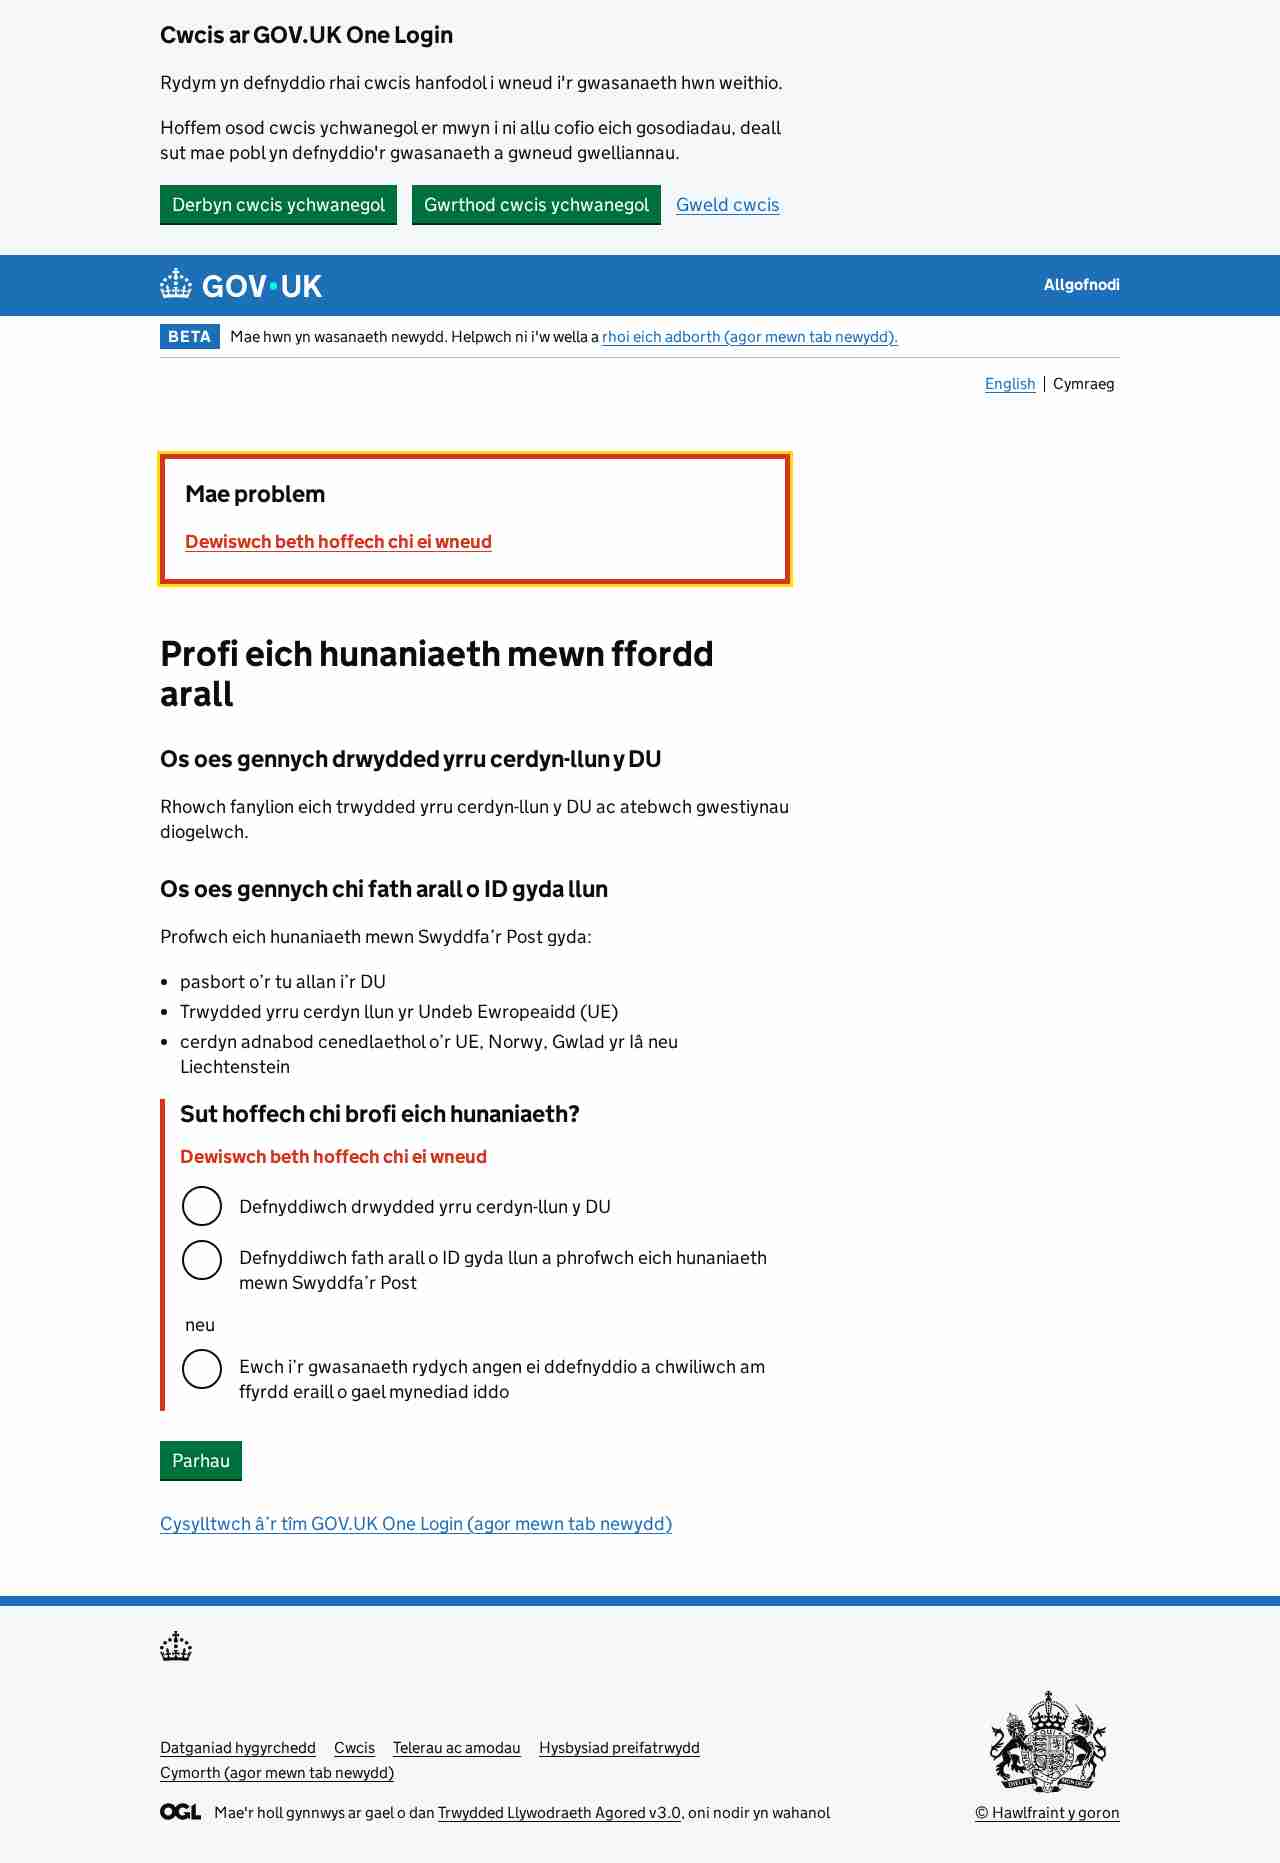 Cwcis ar GOV.UK One Login
Rydym yn defnyddio rhai cwcis hanfodol i wneud i'r gwasanaeth hwn weithio.
Hoffem osod cwcis ychwanegol er mwyn i ni allu cofio eich gosodiadau, deall
sut mae pobl yn defnyddio'r gwasanaeth a gwneud gwelliannau.
Derbyn cwcis ychwanegol Gwrthod cwcis ychwanegol Gweld cwcis
GOV·UK Allgofnodi
BETA Mae hwn yn wasanaeth newydd. Helpwch ni i'w wella a rhoi eich adborth (agor mewn tab newydd).
English Cymraeg
Mae problem
Dewiswch beth hoffech chi ei wneud
Profi eich hunaniaeth mewn ffordd
arall
Os oes gennych drwydded yrru cerdyn-llun y DU
Rhowch fanylion eich trwydded yrru cerdyn-llun y DU ac atebwch gwestiynau
diogelwch.
Os oes gennych chi fath arall o ID gyda llun
Profwch eich hunaniaeth mewn Swyddfa’r Post gyda:
• pasbort o’r tu allan i’r DU
• Trwydded yrru cerdyn llun yr Undeb Ewropeaidd (UE)
• cerdyn adnabod cenedlaethol o’r UE, Norwy, Gwlad yr Iâ neu
Liechtenstein
Sut hoffech chi brofi eich hunaniaeth?
Dewiswch beth hoffech chi ei wneud
Defnyddiwch drwydded yrru cerdyn-llun y DU
Defnyddiwch fath arall o ID gyda llun a phrofwch eich hunaniaeth
mewn Swyddfa’r Post
neu
Ewch i’r gwasanaeth rydych angen ei ddefnyddio a chwiliwch am
ffyrdd eraill o gael mynediad iddo
Parhau
Cysylltwch â’r tîm GOV.UK One Login (agor mewn tab newydd)
Datganiad hygyrchedd Cwcis Telerau ac amodau Hysbysiad preifatrwydd
Cymorth (agor mewn tab newydd)
OGL Mae'r holl gynnwys ar gael o dan Trwydded Llywodraeth Agored v3.0, oni nodir yn wahanol
© Hawlfraint y goron